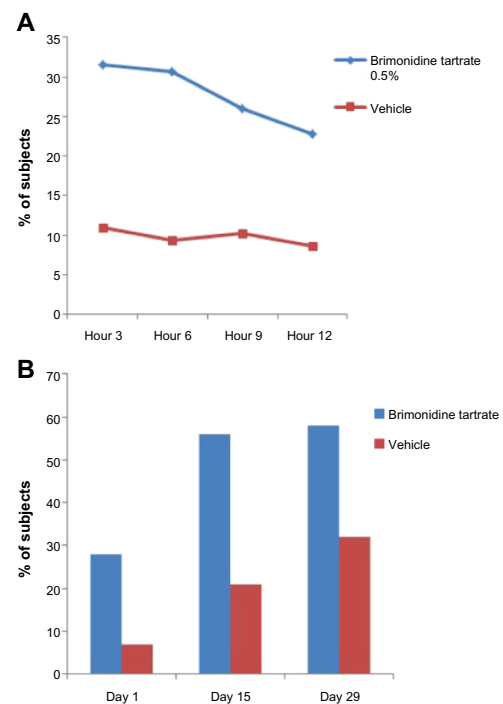 A
35
30
25
20
15
10
5
0
% of subjects
Hour 3 Hour 6 Hour 9 Hour 12
Brimonidine tartrate
0.5%
Vehicle
B
70
60
50
40
30
20
10
0
% of subjects
Day 1 Day 15 Day 29
Brimonidine tartrate
Vehicle